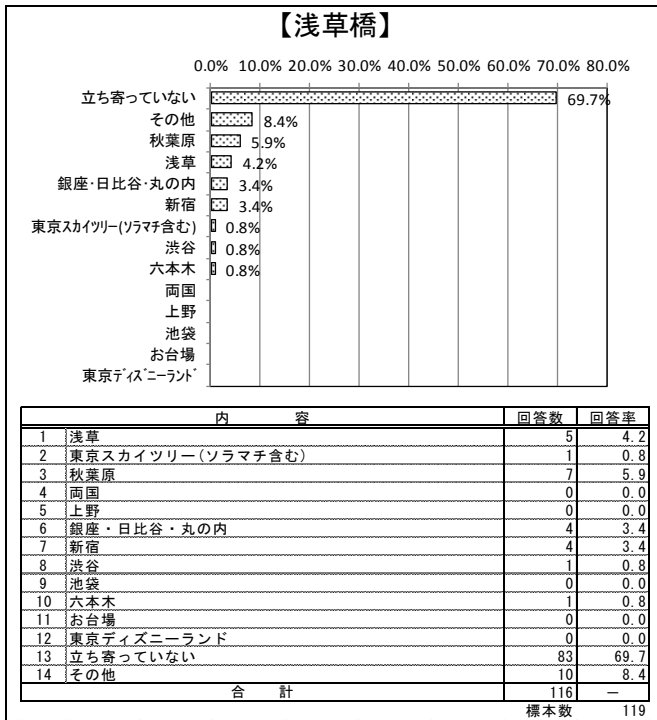 【浅草橋】
0.0% 10.0% 20.0% 30.0% 40.0% 50.0% 60.0% 70.0% 80.0%
立ち寄っていない 69.7%
その他 8.4%
秋葉原 5.9%
浅草 4.2%
銀座･日比谷･丸の内 3.4%
新宿 3.4%
東京スカイツリー(ソラマチ含む) 0.8%
渋谷 0.8%
六本木 0.8%
両国
上野
池袋
お台場
東京ディズニーランド
内 容 回答数 回答率
1 浅草 5 4.2
2 東京スカイツリー(ソラマチ含む) 1 0.8
3 秋葉原 7 5.9
4 両国 0 0.0
5 上野 0 0.0
6 銀座・日比谷・丸の内 4 3.4
7 新宿 4 3.4
8 渋谷 1 0.8
9 池袋 0 0.0
10 六本木 1 0.8
11 お台場 0 0.0
12 東京ディズニーランド 0 0.0
13 立ち寄っていない 83 69.7
14 その他 10 8.4
合 計 116 －
標本数 119